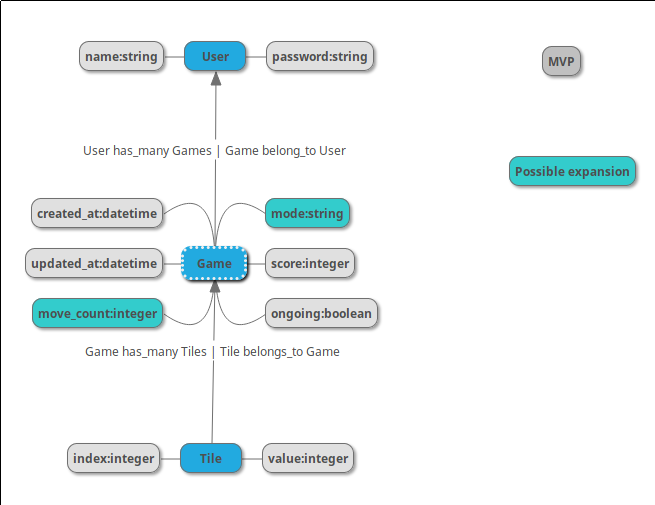 name:string
User
password:string
MVP
User has_many Games | Game belong_to User
Possible expansion
created_at:datetime
mode:string
updated_at:datetime
Game
score:integer
move_count:integer
ongoing:boolean
Game has_many Tiles | Tile belongs_to Game
index:integer
Tile
value:integer